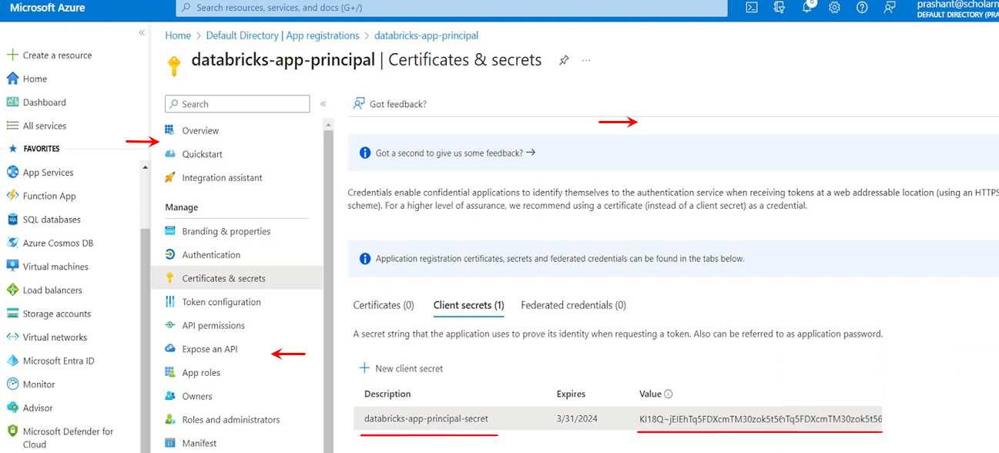 Microsoft Azure
Search resources, services, and docs (G+/)
6
prashant@scholarn
DEFAULT DIRECTORY (PRA
Create a resource
Home
Dashboard
All services
FAVORITES
App Services
Function App
SQL databases
Azure Cosmos DB
Virtual machines
Load balancers
Storage accounts
Virtual networks
Microsoft Entra ID
Monitor
Advisor
Microsoft Defender for
Cloud
Home > Default Directory | App registrations > databricks-app-principal
databricks-app-principal | Certificates & secrets
Search
Overview
Quickstart
Integration assistant
Manage
Branding & properties
Authentication
Certificates & secrets
Token configuration
API permissions
Expose an API
App roles
Owners
Roles and administrators
Manifest
Got feedback?
Got a second to give us some feedback?
Credentials enable confidential applications to identify themselves to the authentication service when receiving tokens at a web addressable location (using an HTTPS
scheme). For a higher level of assurance, we recommend using a certificate (instead of a client secret) as a credential.
Application registration certificates, secrets and federated credentials can be found in the tabs below.
Certificates (0) Client secrets (1) Federated credentials (0)
A secret string that the application uses to prove its identity when requesting a token. Also can be referred to as application password.
New client secret
Description Expires Value
databricks-app-principal-secret 3/31/2024